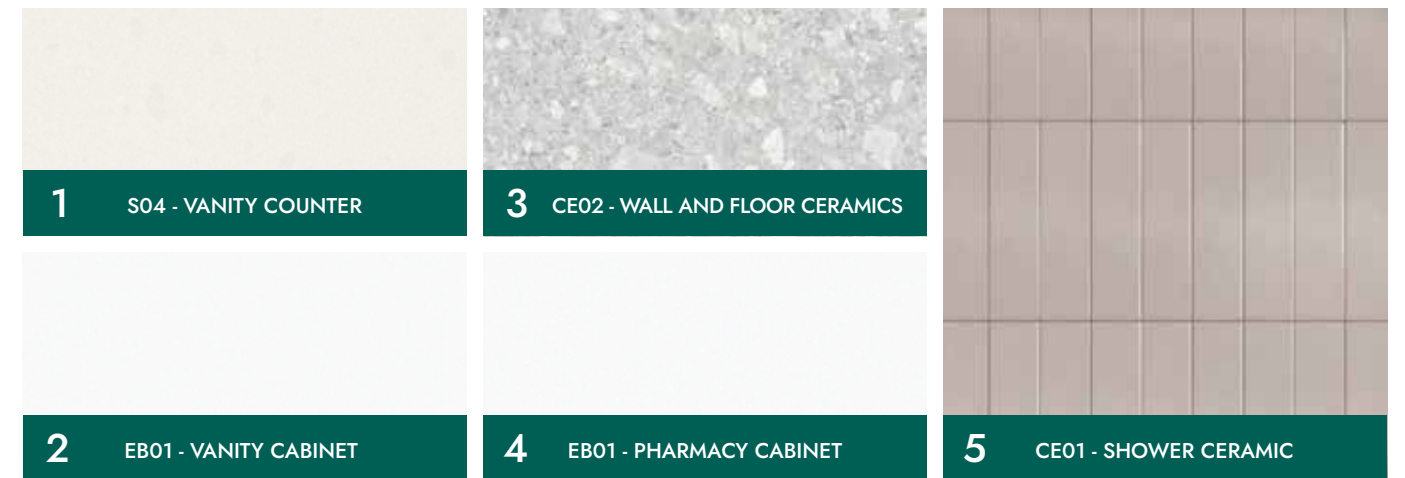 1 S04 - VANITY COUNTER
2 EB01 - VANITY CABINET
3 CE02 - WALL AND FLOOR CERAMICS
4 EB01 - PHARMACY CABINET
5 CE01 - SHOWER CERAMIC